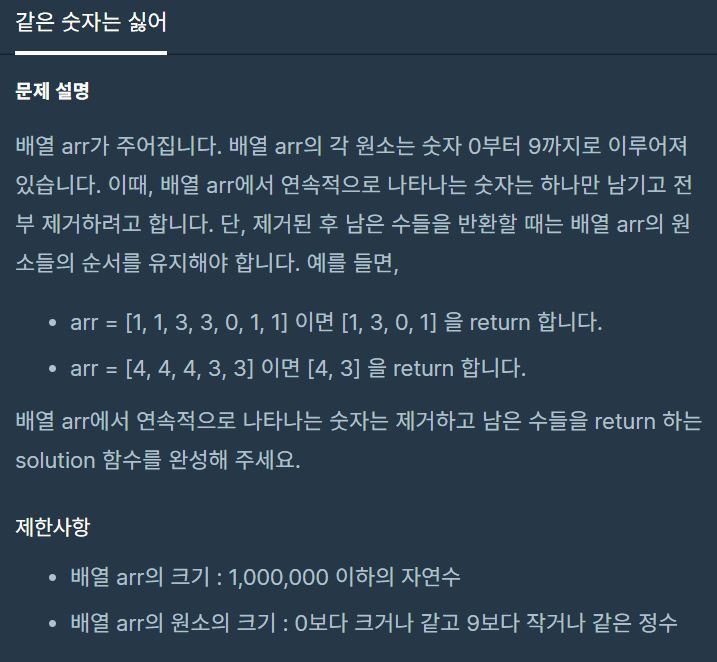 같은 숫자는 싫어
문제 설명
배열 arr가 주어집니다. 배열 arr의 각 원소는 숫자 0부터 9까지로 이루어져
있습니다. 이때, 배열 arr에서 연속적으로 나타나는 숫자는 하나만 남기고 전
부 제거하려고 합니다. 단, 제거된 후 남은 수들을 반환할 때는 배열 arr의 원
소들의 순서를 유지해야 합니다. 예를 들면,
• arr = [1, 1, 3, 3, 0, 1, 1] 이면 [1, 3, 0, 1] 을 return 합니다.
• arr = [4, 4, 4, 3, 3] 이면 [4, 3] 을 return 합니다.
배열 arr에서 연속적으로 나타나는 숫자는 제거하고 남은 수들을 return 하는
solution 함수를 완성해 주세요.
제한사항
• 배열 arr의 크기 : 1,000,000 이하의 자연수
• 배열 arr의 원소의 크기 : 0보다 크거나 같고 9보다 작거나 같은 정수